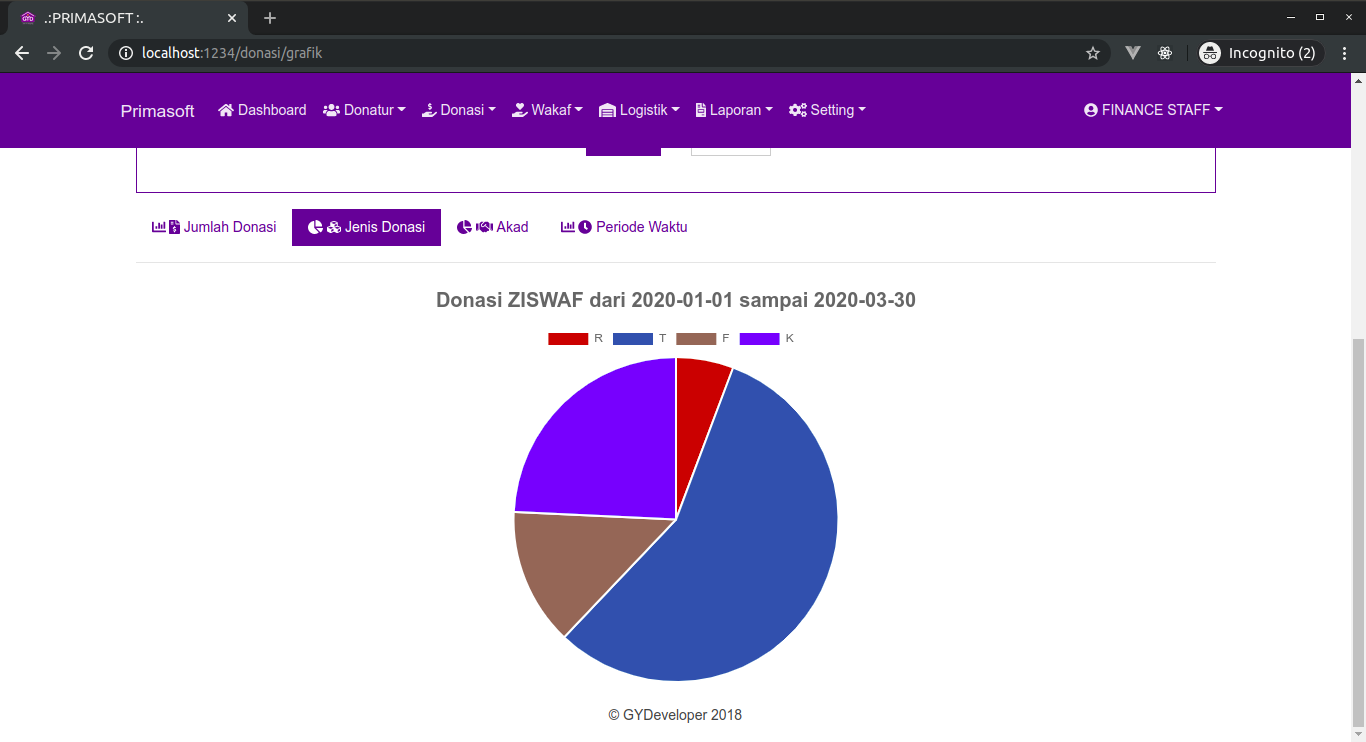 .:PRIMASOFT :.
localhost:1234/donasi/grafik
Incognito (2)
Primasoft Dashboard Donatur Donasi Wakaf Logistik Laporan Setting FINANCE STAFF
Jumlah Donasi Jenis Donasi Akad Periode Waktu
Donasi ZISWAF dari 2020-01-01 sampai 2020-03-30
R T F K
© GYDeveloper 2018